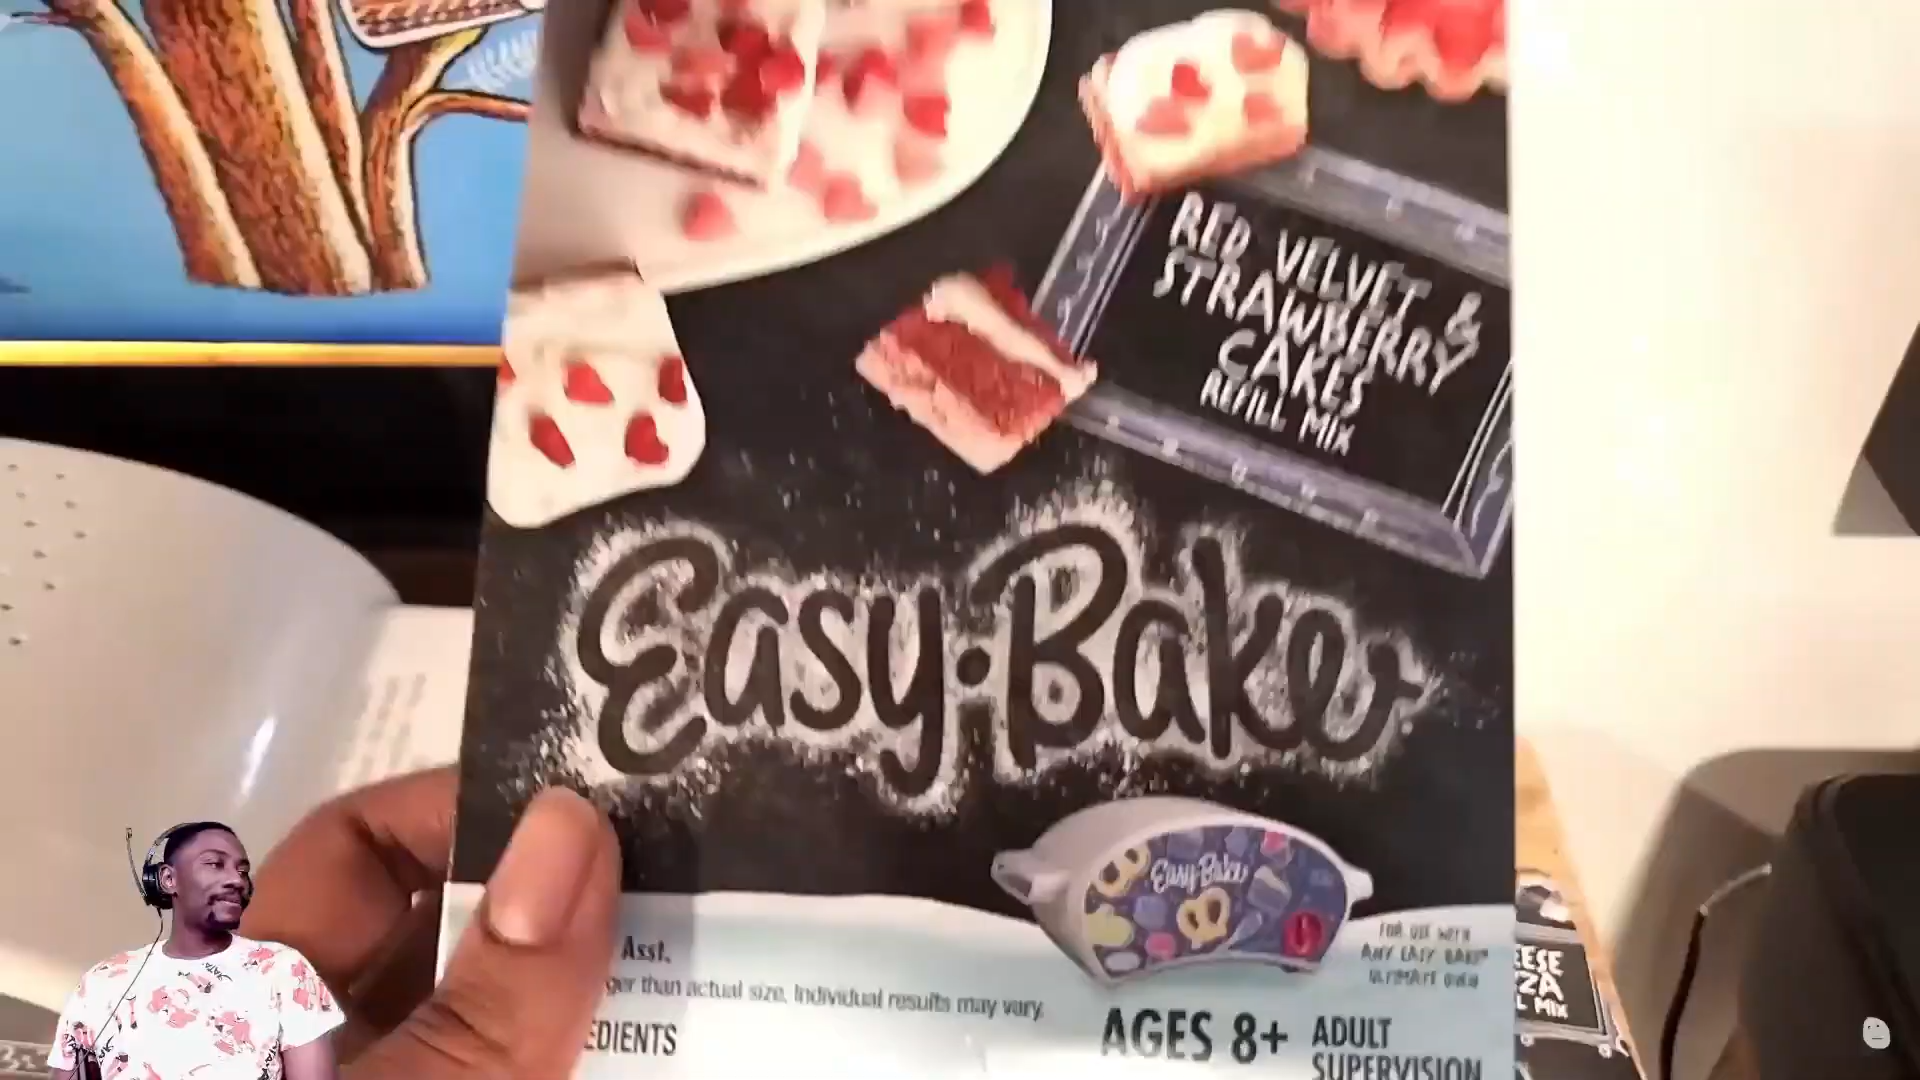 RED VELVET &
STRAWBERRY
CAKES
REFILL MIX
Easy-Bake
Easy Bake
FOR USE WITH
ANY EASY BAKE
ULTIMATE OVEN
Asst.
ger than actual size. Individual results may vary.
EDIENTS
AGES 8+
ADULT
SUPERVISION
EESE
ZZA
L MIX